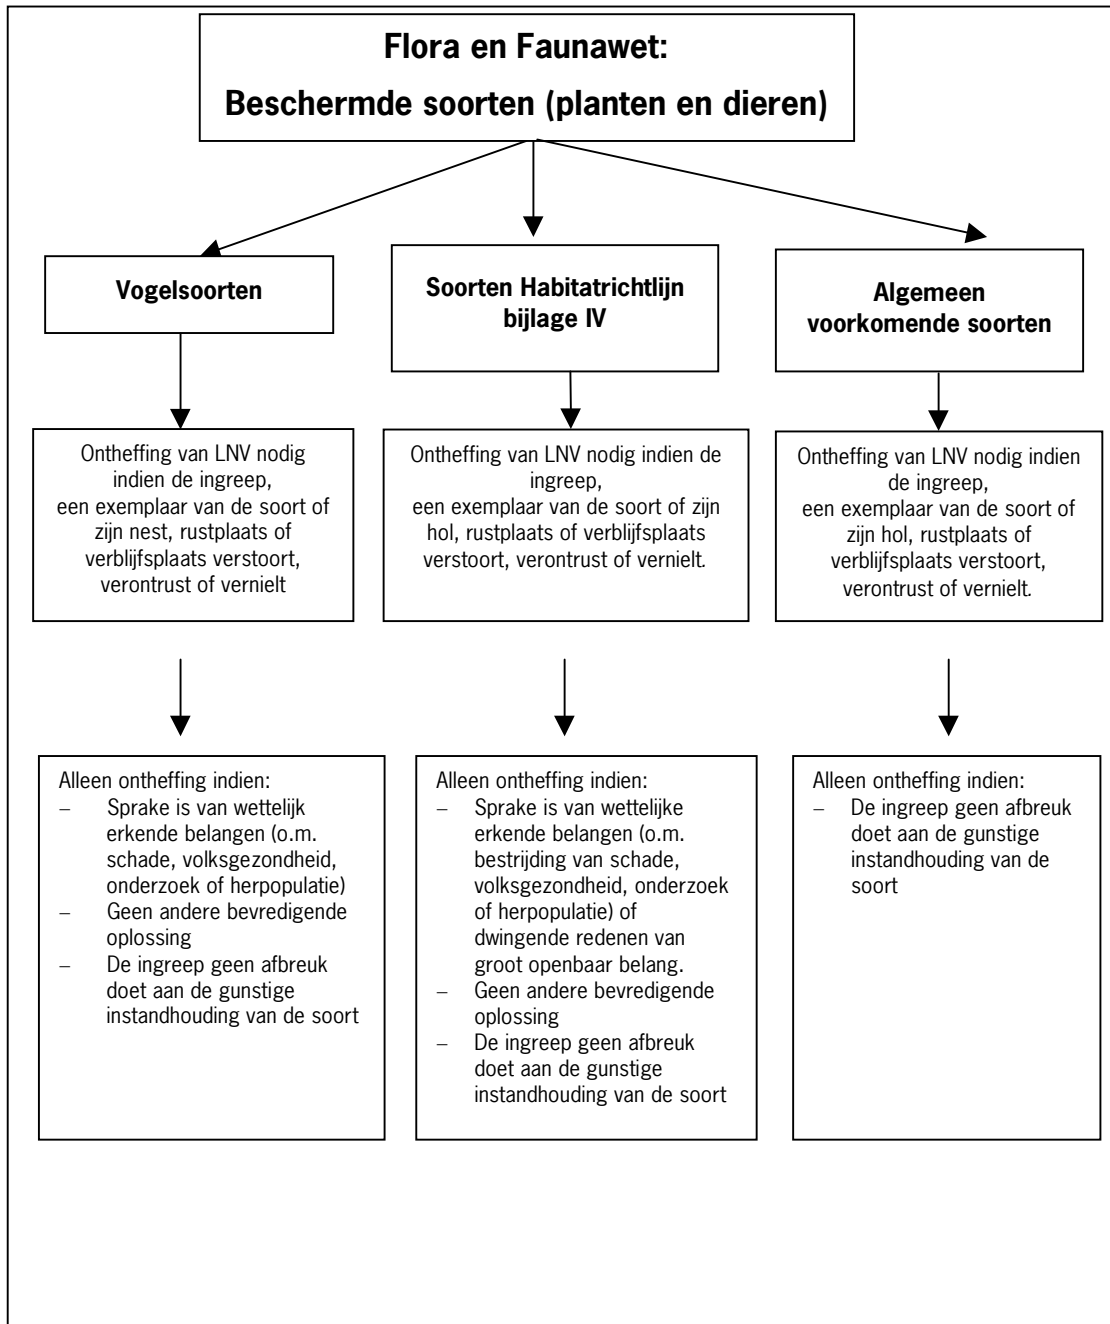 Flora en Faunawet:
Beschermde soorten (planten en dieren)
Vogelsoorten
Soorten Habitatrichtlijn
bijlage IV
Algemeen
voorkomende soorten
Ontheffing van LNV nodig
indien de ingreep,
een exemplaar van de soort of
zijn nest, rustplaats of
verblijfsplaats verstoort,
verontrust of vernielt
Ontheffing van LNV nodig indien de
ingreep,
een exemplaar van de soort of zijn
hol, rustplaats of verblijfsplaats
verstoort, verontrust of vernielt.
Ontheffing van LNV nodig indien
de ingreep,
een exemplaar van de soort of
zijn hol, rustplaats of
verblijfsplaats verstoort,
verontrust of vernielt.
Alleen ontheffing indien:
– Sprake is van wettelijk
erkende belangen (o.m.
schade, volksgezondheid,
onderzoek of herpopulatie)
– Geen andere bevredigende
oplossing
– De ingreep geen afbreuk
doet aan de gunstige
instandhouding van de soort
Alleen ontheffing indien:
– Sprake is van wettelijke
erkende belangen (o.m.
bestrijding van schade,
volksgezondheid, onderzoek
of herpopulatie) of
dwingende redenen van
groot openbaar belang.
– Geen andere bevredigende
oplossing
– De ingreep geen afbreuk
doet aan de gunstige
instandhouding van de soort
Alleen ontheffing indien:
– De ingreep geen afbreuk
doet aan de gunstige
instandhouding van de
soort